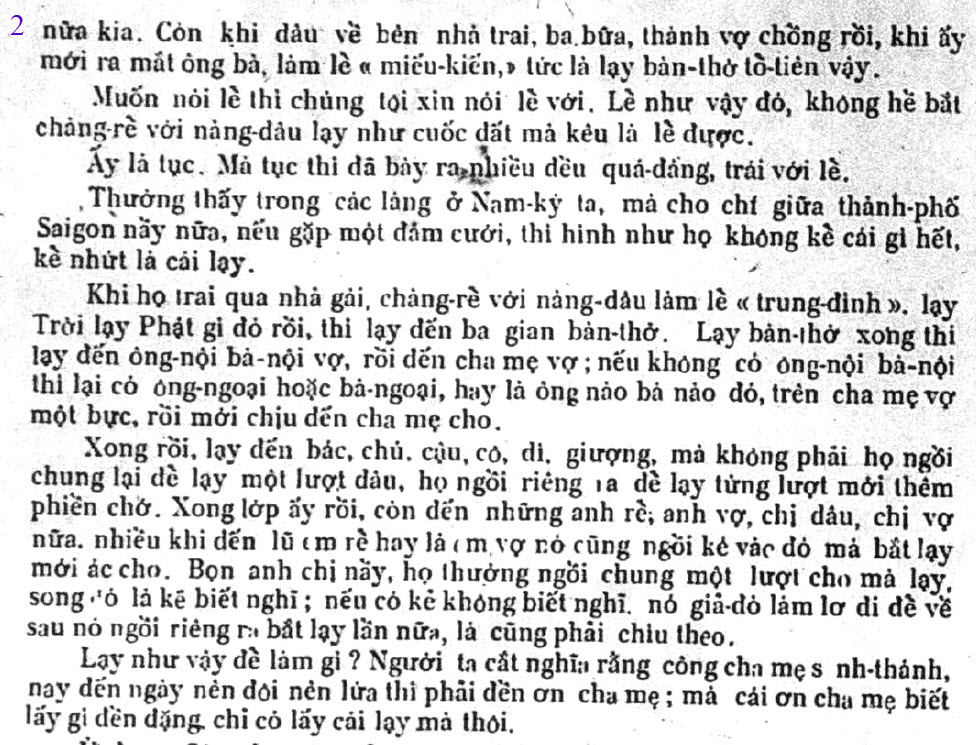 2
nữa kia. Còn khi dâu về bên nhà trai, ba bữa, thành vợ chồng rồi, khi ấy
mới ra mắt ông bà, làm lễ « miếu-kiến,» tức là lạy bàn-thờ tổ-tiên vậy.
Muốn nói lễ thì chúng tôi xin nói lễ với. Lễ như vậy đó, không hề bắt
chàng-rể với nàng-dâu lạy như cuốc đất mà kêu là lễ được.
Ấy là tục. Mà tục thì đã bày ra nhiều đều quá-đáng, trái với lễ.
Thường thấy trong các làng ở Nam-kỳ ta, mà cho chí giữa thành-phố
Saigon nầy nữa, nếu gặp một đám cưới, thì hình như họ không kể cái gì hết,
kể nhứt là cái lạy.
Khi họ trai qua nhà gái, chàng-rể với nàng-dâu làm lễ « trung-đình ». lạy
Trời lạy Phật gì đó rồi, thì lạy đến ba gian bàn-thờ. Lạy bàn-thờ xong thì
lạy đến ông-nội bà-nội vợ, rồi đến cha mẹ vợ ; nếu không có ông-nội bà-nội
thì lại có ông-ngoại hoặc bà-ngoại, hay là ông nào bà nào đó, trên cha mẹ vợ
một bực, rồi mới chịu đến cha mẹ cho.
Xong rồi, lạy đến bác, chú. cậu, cô, dì, giượng, mà không phải họ ngồi
chung lại để lạy một lượt đâu, họ ngồi riêng ra để lạy từng lượt mới thêm
phiền chớ. Xong lớp ấy rồi, còn đến những anh rể; anh vợ, chị dâu, chị vợ
nữa. nhiều khi đến lũ em rể hay là em vợ nó cũng ngồi ké vào đó mà bắt lạy
mới ác cho. Bọn anh chị nầy, họ thường ngồi chung một lượt cho mà lạy,
song đó là kẻ biết nghĩ ; nếu có kẻ không biết nghĩ. nó giả-đò làm lơ đi để về
sau nó ngồi riêng ra bắt lạy lần nữa, là cũng phải chiu theo.
Lạy như vậy để làm gì ? Người ta cắt nghĩa rằng công cha mẹ s nh-thành,
nay đến ngày nên đôi nên lứa thì phải đền ơn cha mẹ ; mà cái ơn cha mẹ biết
lấy gì đền đặng. chỉ có lấy cái lạy mà thôi.